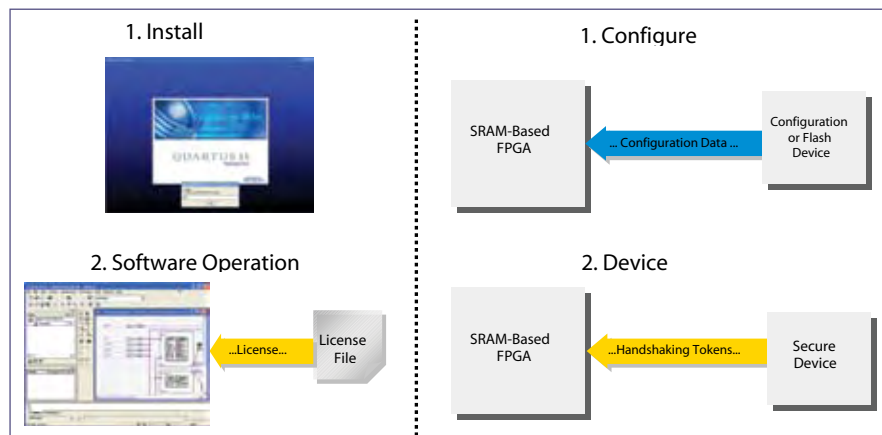 1. Install
QUARTUS II
2. Software Operation
...License...
License
File
1. Configure
SRAM-Based
FPGA
... Configuration Data ...
Configuration
or Flash
Device
2. Device
SRAM-Based
FPGA
...Handshaking Tokens...
Secure
Device